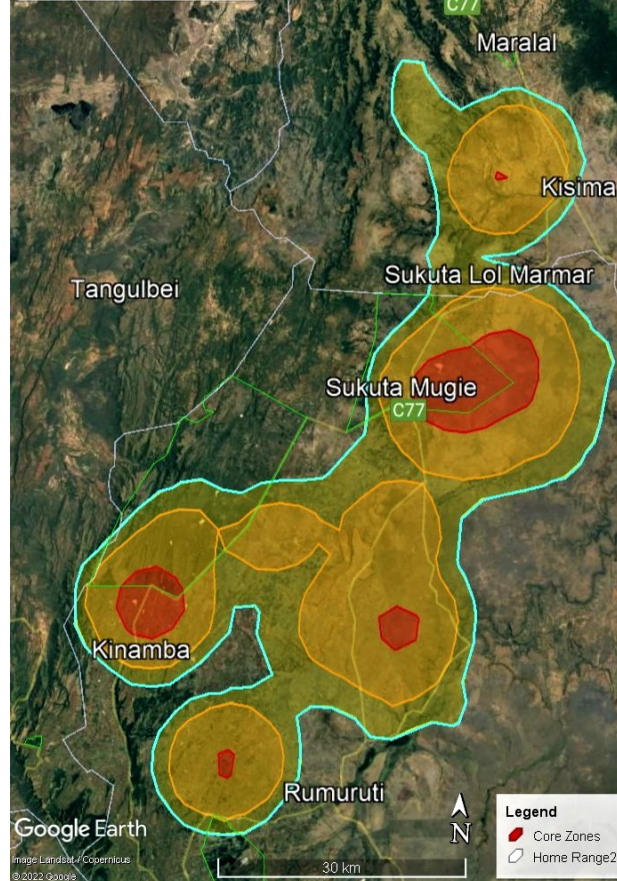 C77
Maralal
Kisima
Sukuta Lol Marmar
Tangulbei
Sukuta Mugie
C77
Kinamba
Rumuruti
N
Legend
Core Zones
Home Range2
Google Earth
Image Landsat / Copernicus
© 2022 Google
30 km